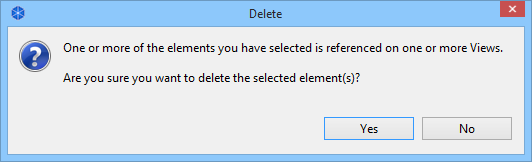 Delete
One or more of the elements you have selected is referenced on one or more Views.
Are you sure you want to delete the selected element(s)?
Yes
No